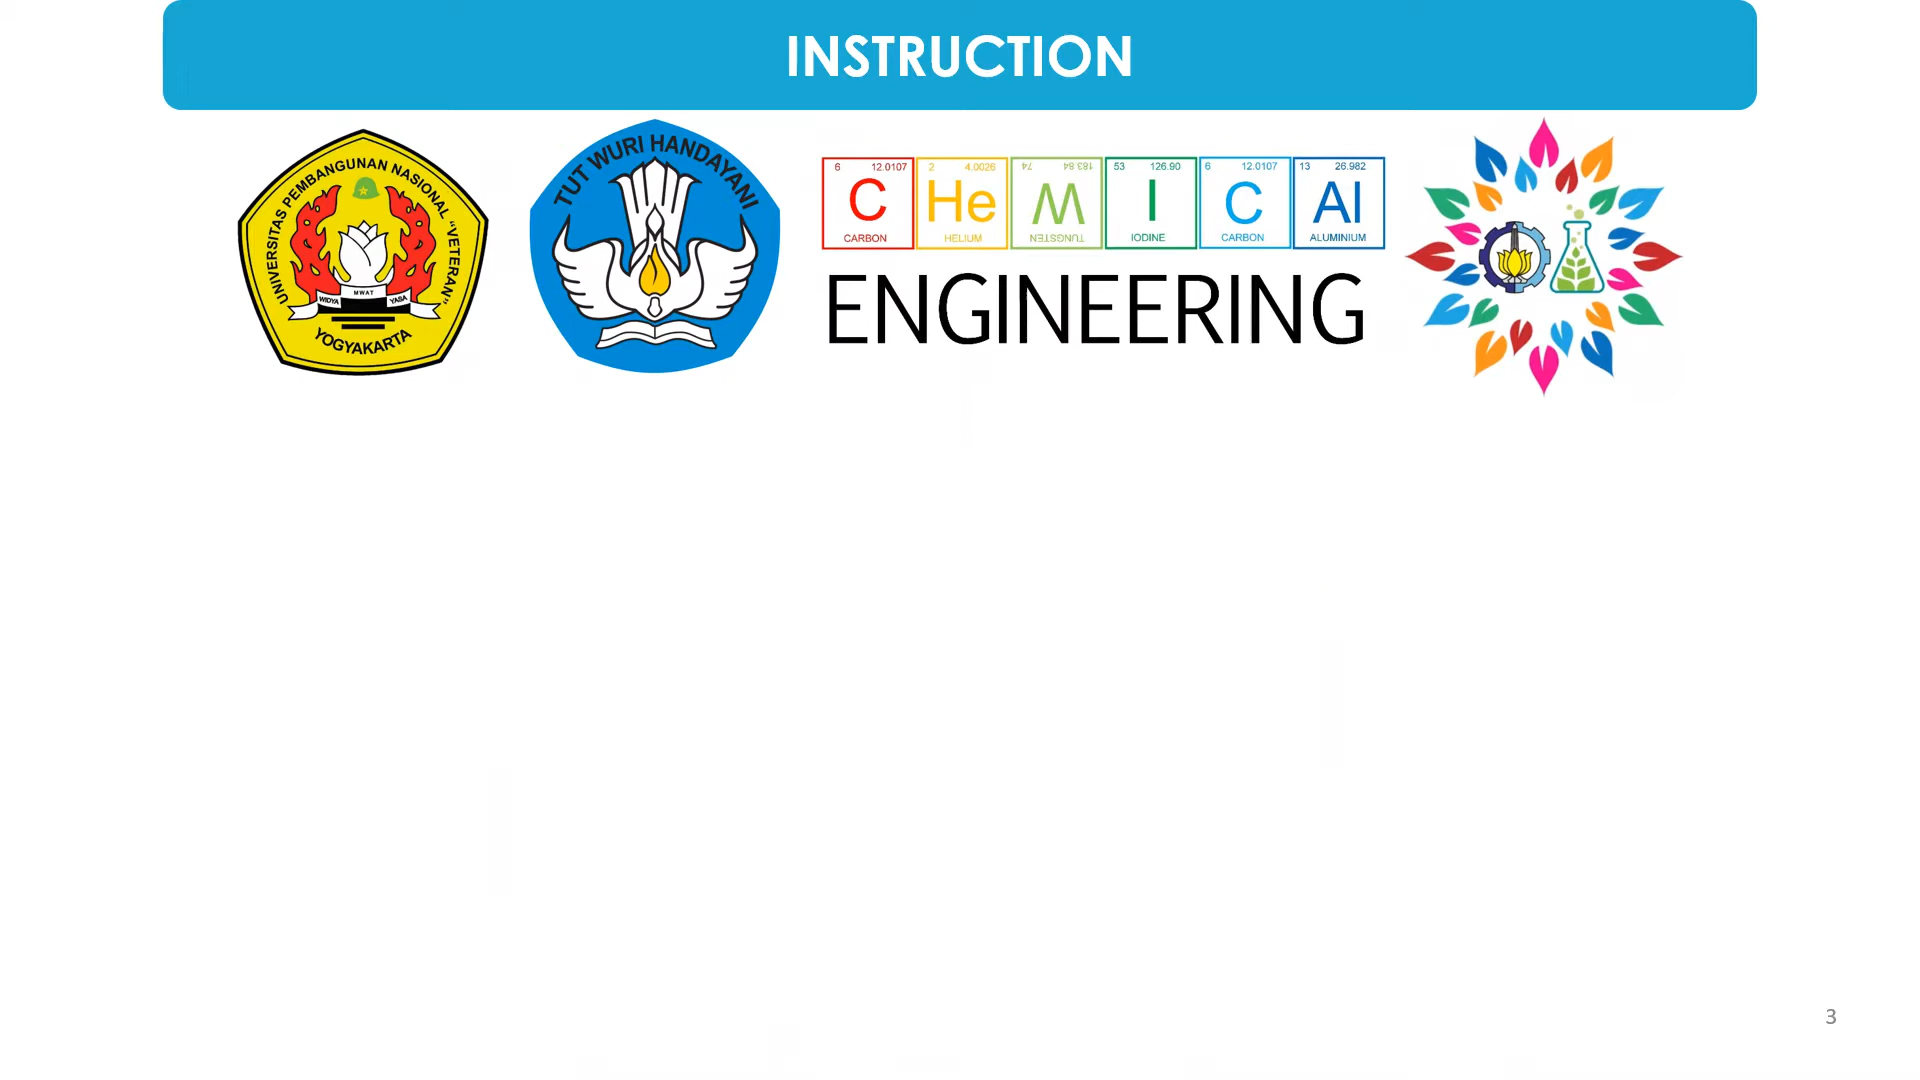 INSTRUCTION
UNIVERSITAS PEMBANGUNAN NASIONAL "VETERAN"
WIDYA MWAT YASA
YOGYAKARTA
TUT WURI HANDAYANI
6 12.0107 2 4.0026 74 183.84 53 126.90 6 12.0107 13 26.982
C He W I C Al
CARBON HELIUM TUNGSTEN IODINE CARBON ALUMINIUM
ENGINEERING
3